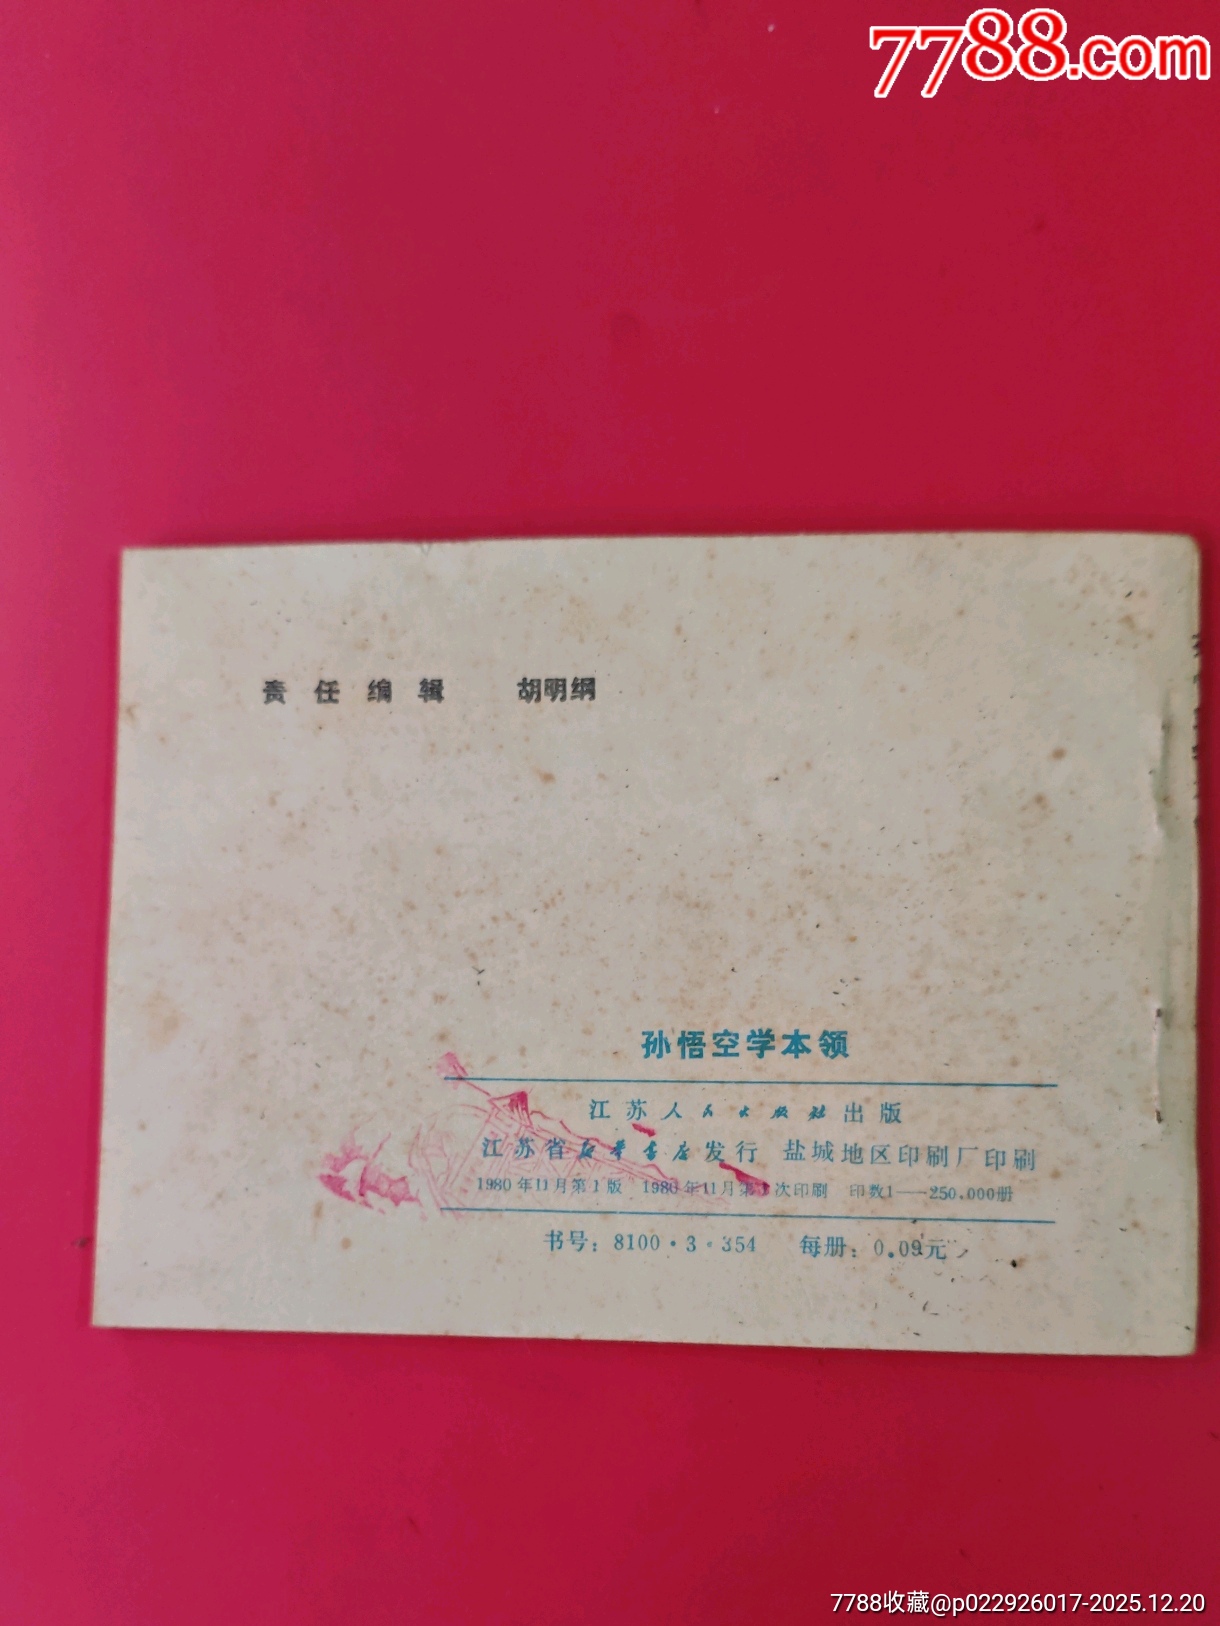 7788.com
责任编辑 胡明纲
孙悟空学本领
江苏人民出版社出版
江苏省新华书店发行 盐城地区印刷厂印刷
1980年11月第1版 1980年11月第1次印刷 印数1—250,000册
书号：8100·3·354 每册：0.09元
7788收藏@p022926017-2025.12.20